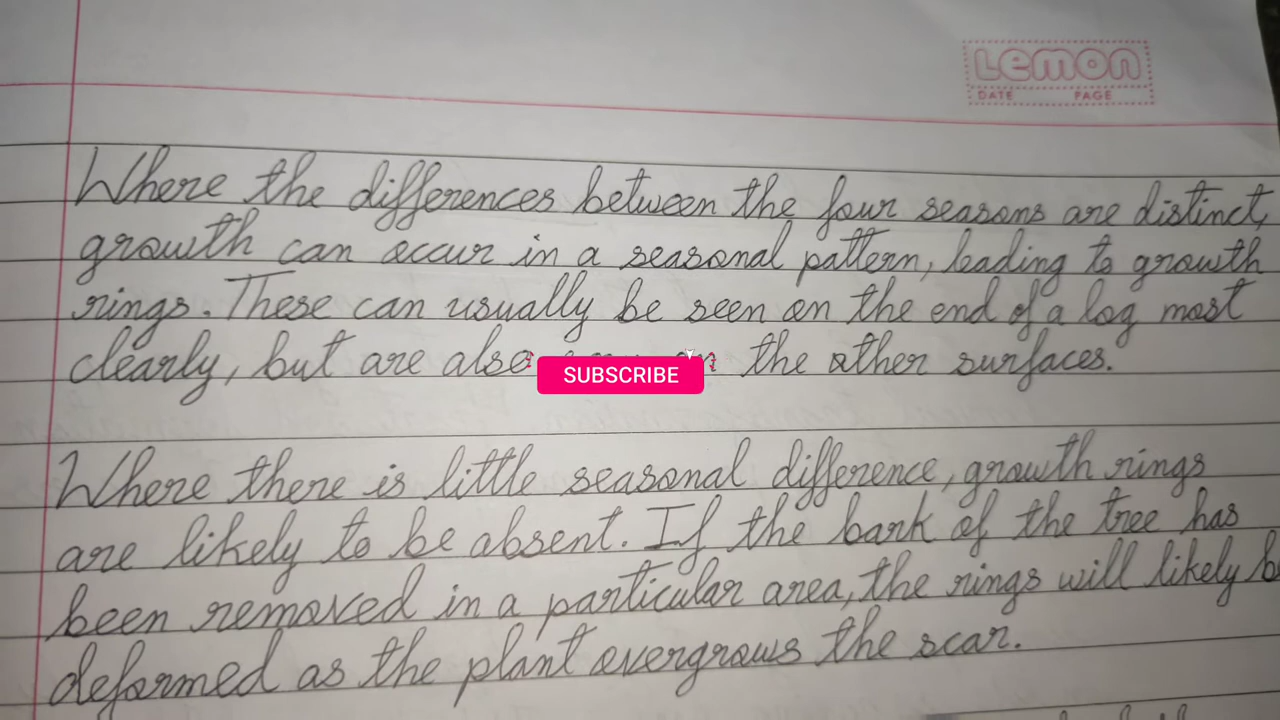 Lemon
DATE PAGE
Where the differences between the four seasons are distinct,
growth can occur in a seasonal pattern, leading to growth
rings. These can usually be seen on the end of a log most
clearly, but are also on the other surfaces.
SUBSCRIBE
Where there is little seasonal difference, growth rings
are likely to be absent. If the bark of the tree has
been removed in a particular area, the rings will likely
deformed as the plant overgrows the scar.